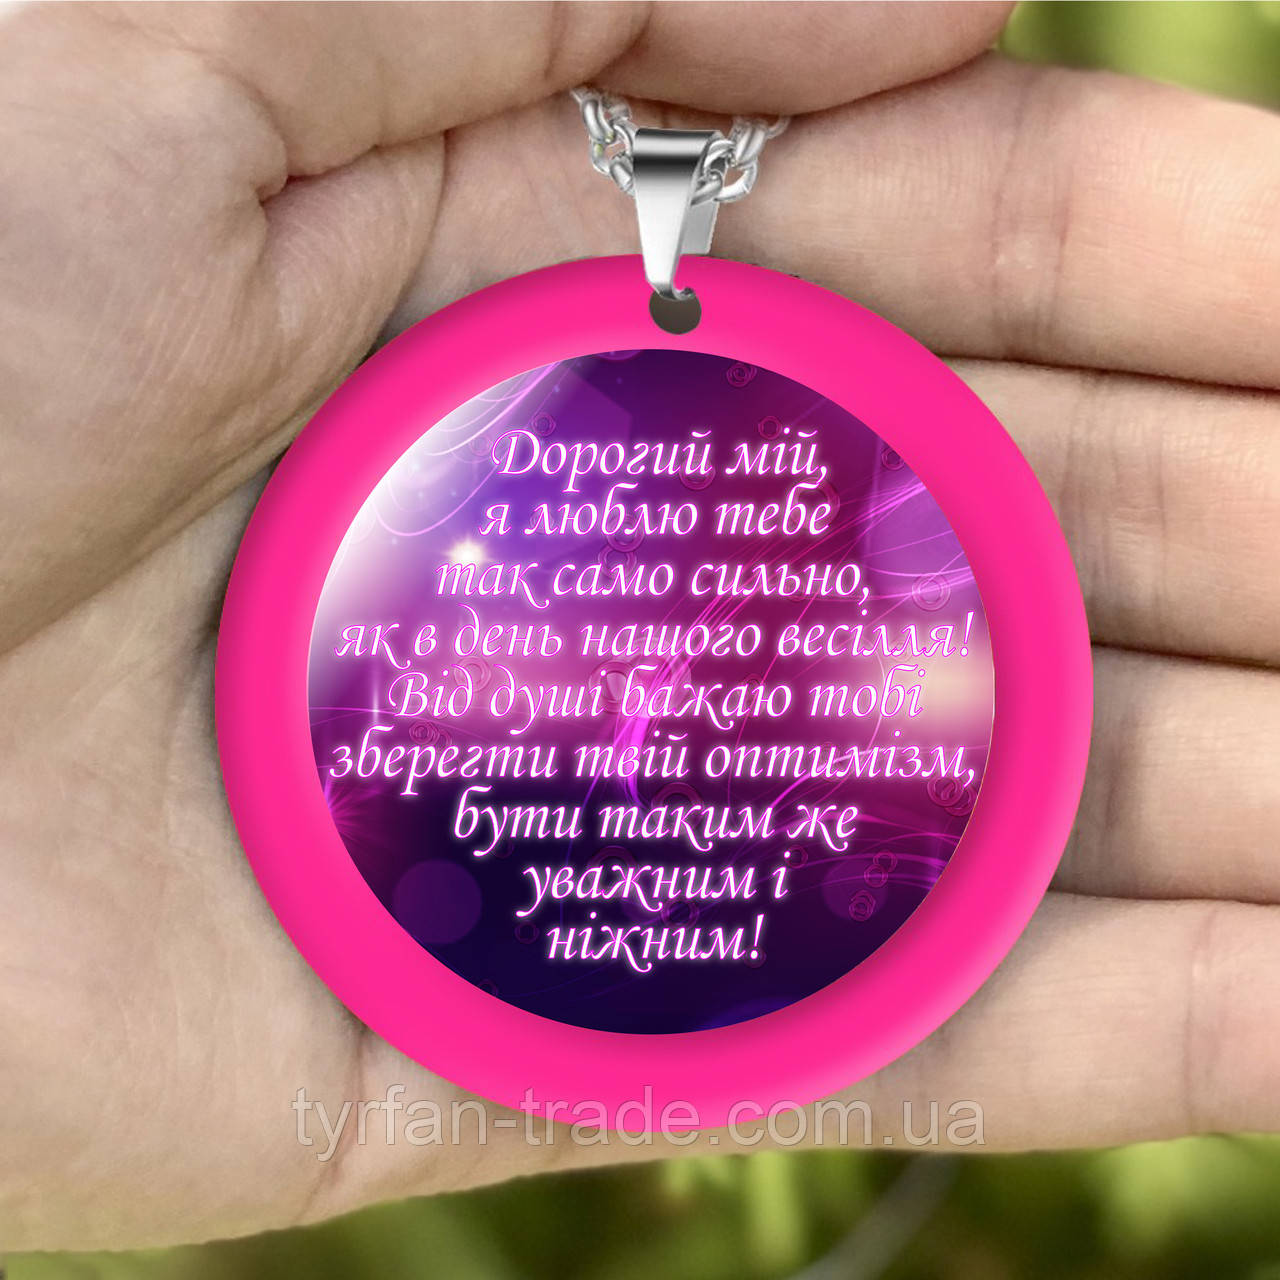 Дорогий мій,
я люблю тебе
так само сильно,
як в день нашого весілля!
Від душі бажаю тобі
зберегти твій оптимізм,
бути таким же
уважним і
ніжним!
tyrfan-trade.com.ua